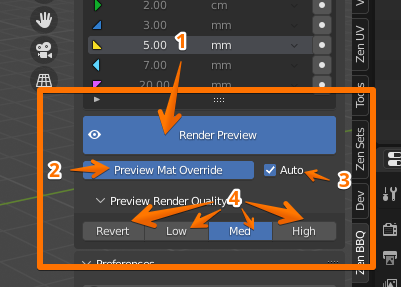 2.00 cm
3.00 mm
1
5.00 mm
7.00 mm
20.00 mm
Render Preview
2 Preview Mat Override Auto 3
Preview Render Quality 4
Revert Low Med High
Preferences
Zen UV
Tools
Zen Sets
Dev
Zen BBQ